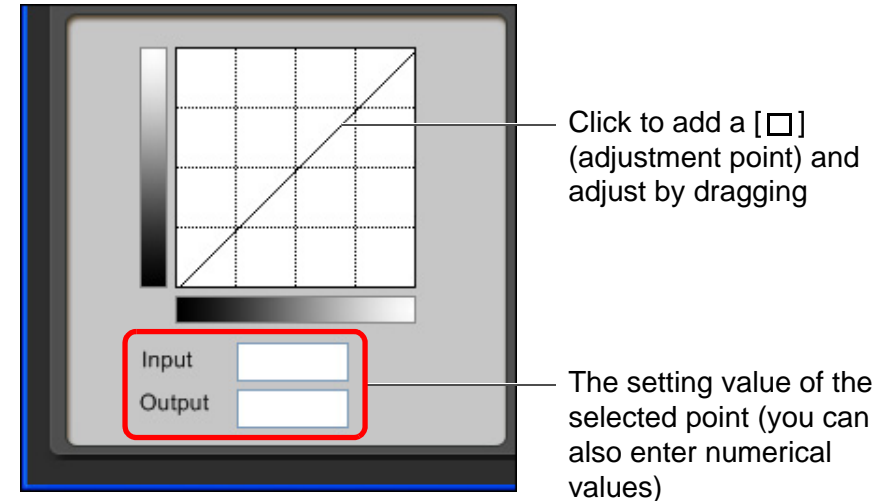 Click to add a [□]
(adjustment point) and
adjust by dragging
Input
Output
The setting value of the
selected point (you can
also enter numerical
values)